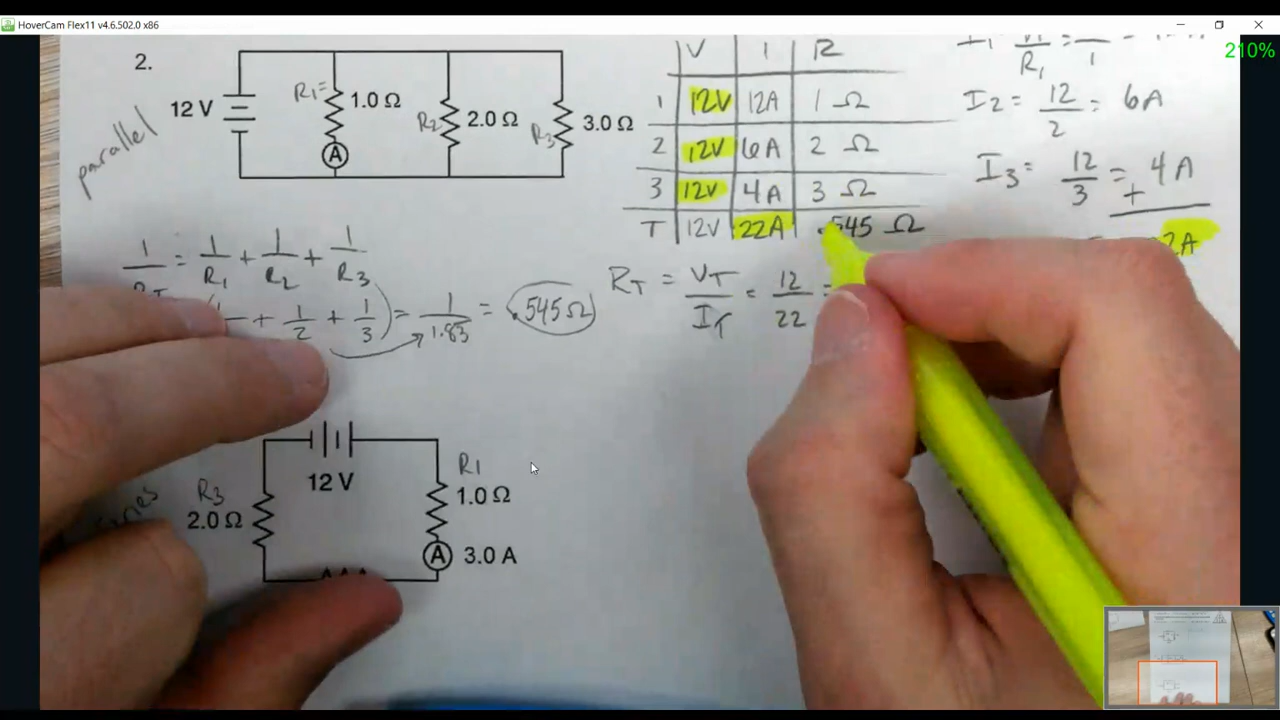 HoverCam Flex11 v4.6.502.0 x86
210%
2.
12 V
R1=
1.0 Ω
A
R2
2.0 Ω
R3
3.0 Ω
parallel
V I R
1 12V 12A 1 Ω
2 12V 6A 2 Ω
3 12V 4A 3 Ω
T 12V 22A .545 Ω
R1 = 1
I2 = 12/2 = 6A
I3 = 12/3 = 4A
+
= 2A
1/RT = 1/R1 + 1/R2 + 1/R3
+ 1/2 + 1/3) = 1/1.83 = .545 Ω
RT = VT/IT = 12/22 =
12 V
R1
1.0 Ω
R3
2.0 Ω
A 3.0 A